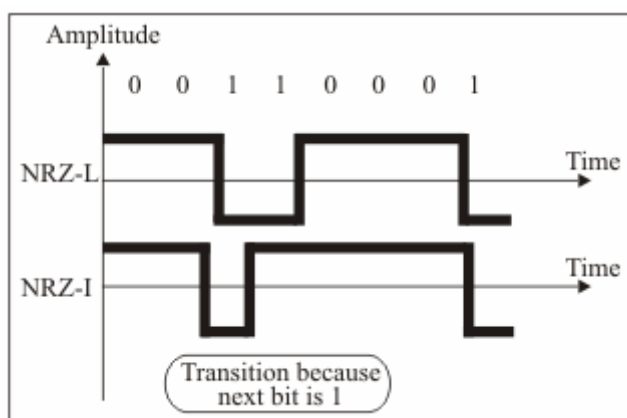 Amplitude
0 0 1 1 0 0 0 1
Time
NRZ-L
Time
NRZ-I
Transition because
next bit is 1